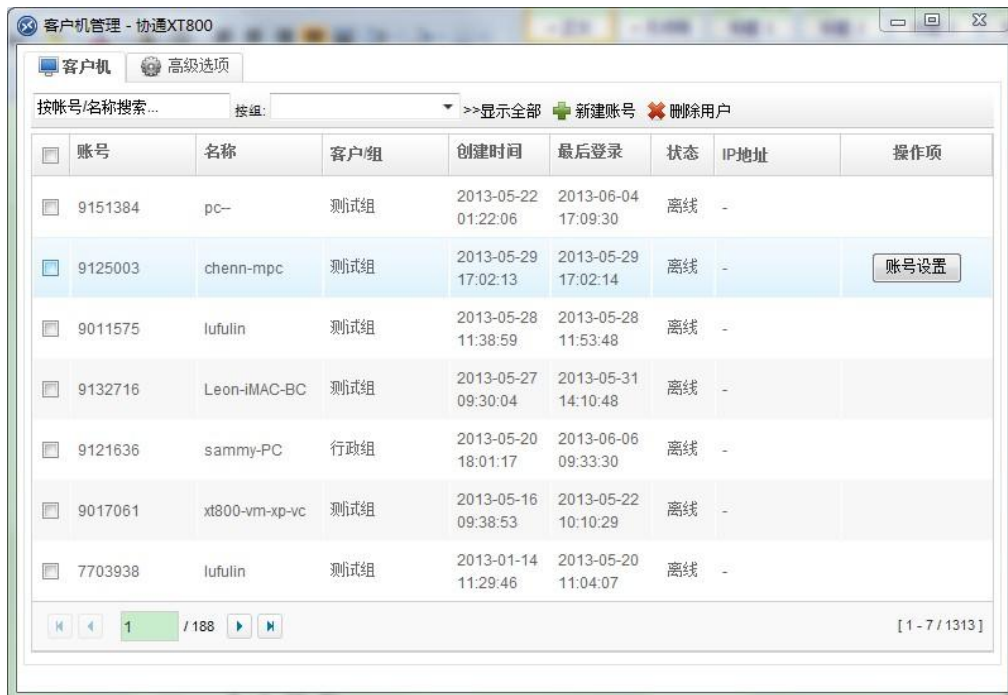 客户机管理 - 协通XT800
客户机 高级选项
按帐号/名称搜索... 按组: >>显示全部 新建账号 删除用户
账号 名称 客户/组 创建时间 最后登录 状态 IP地址 操作项
9151384 pc-- 测试组 2013-05-22 01:22:06 2013-06-04 17:09:30 离线 -
9125003 chenn-mpc 测试组 2013-05-29 17:02:13 2013-05-29 17:02:14 离线 - 账号设置
9011575 lufulin 测试组 2013-05-28 11:38:59 2013-05-28 11:53:48 离线 -
9132716 Leon-iMAC-BC 测试组 2013-05-27 09:30:04 2013-05-31 14:10:48 离线 -
9121636 sammy-PC 行政组 2013-05-20 18:01:17 2013-06-06 09:33:30 离线 -
9017061 xt800-vm-xp-vc 测试组 2013-05-16 09:38:53 2013-05-22 10:10:29 离线 -
7703938 lufulin 测试组 2013-01-14 11:29:46 2013-05-20 11:04:07 离线 -
1 / 188 [ 1 - 7 / 1313 ]